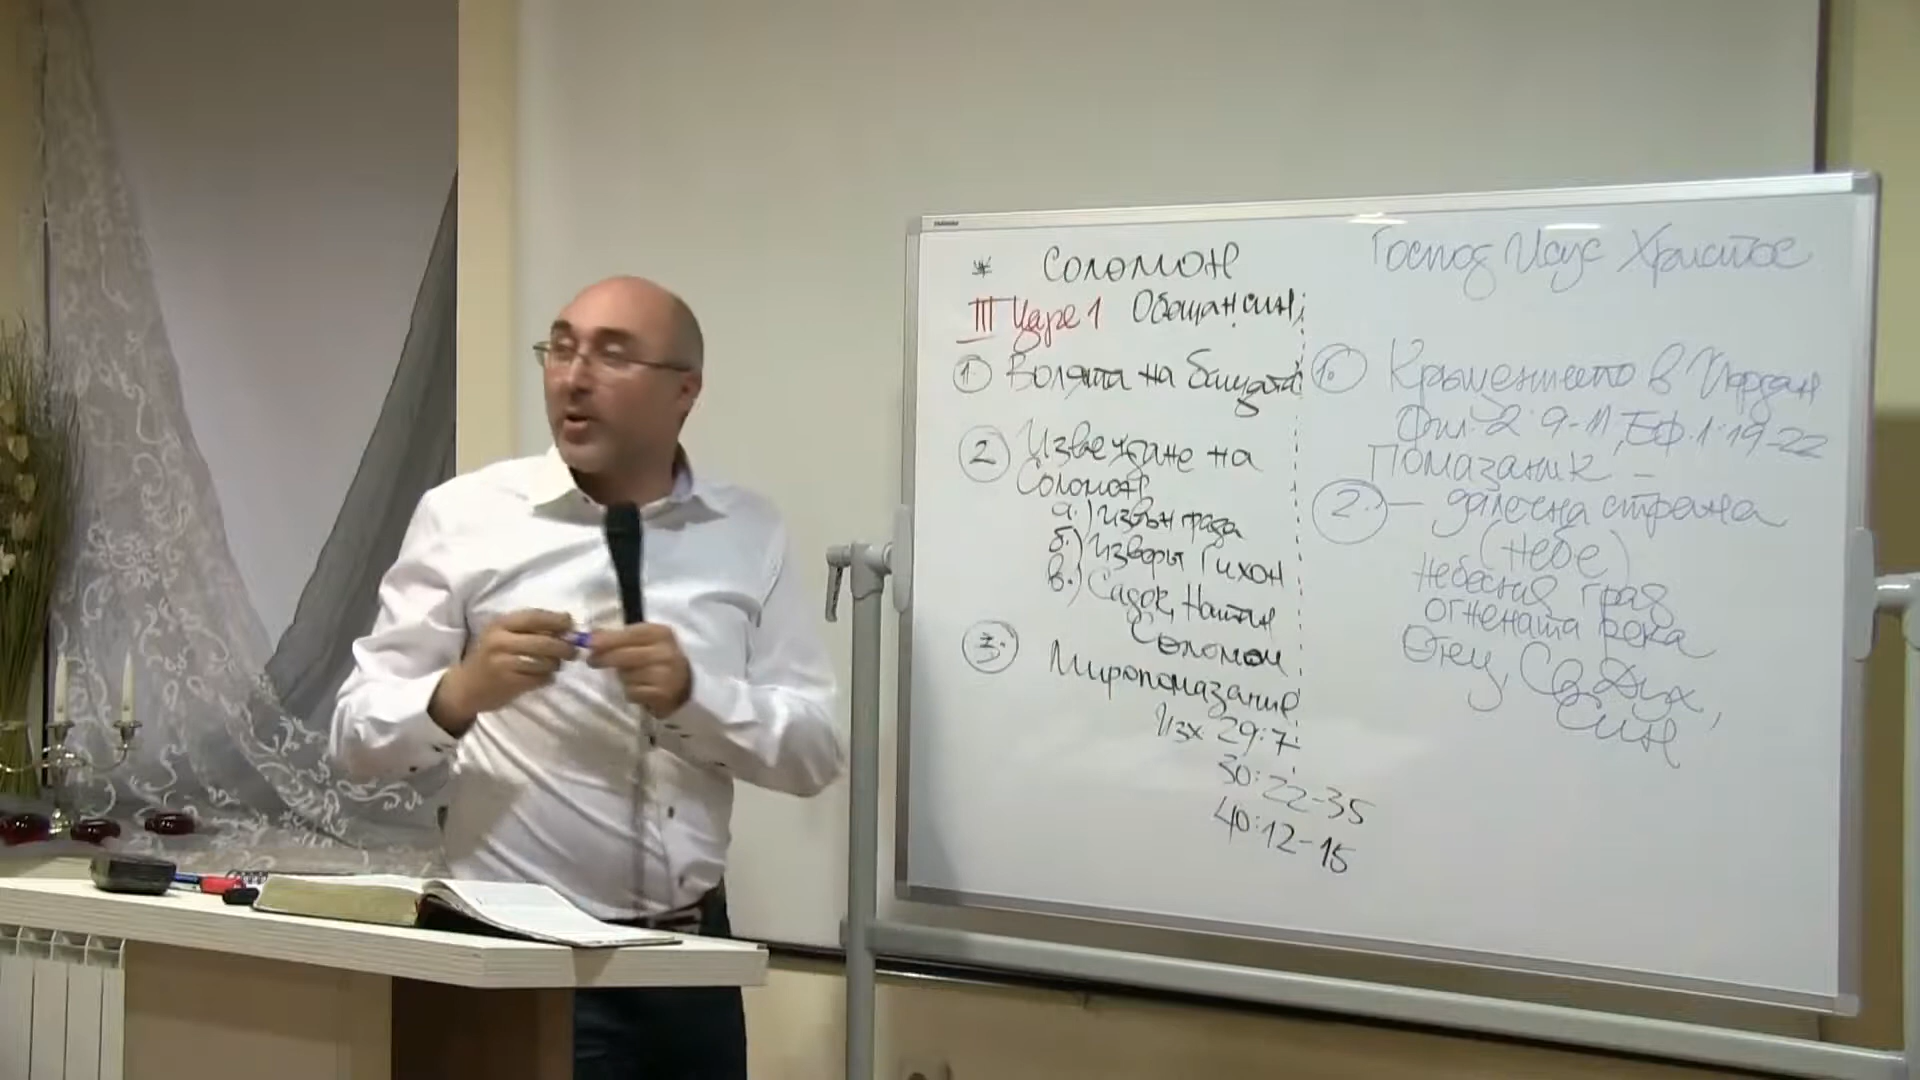 * Соломон
III Царе 1 Обещан син
1. Волята на бащата
2 Извеждане на
Соломон
а.) извън града
б.) Извора Гихон
в.) Садок, Натан
Соломон
3. Миропомазание
Изх 29:7
30:22-35
40:12-15
Господ Исус Христос
1. Кръщението в Йордан
Фил. 2:9-11, Еф. 1:19-22
Помазаник -
2. - далечна страна
(небе)
небесния град
огнената река
Отец, Св. Дух,
Син